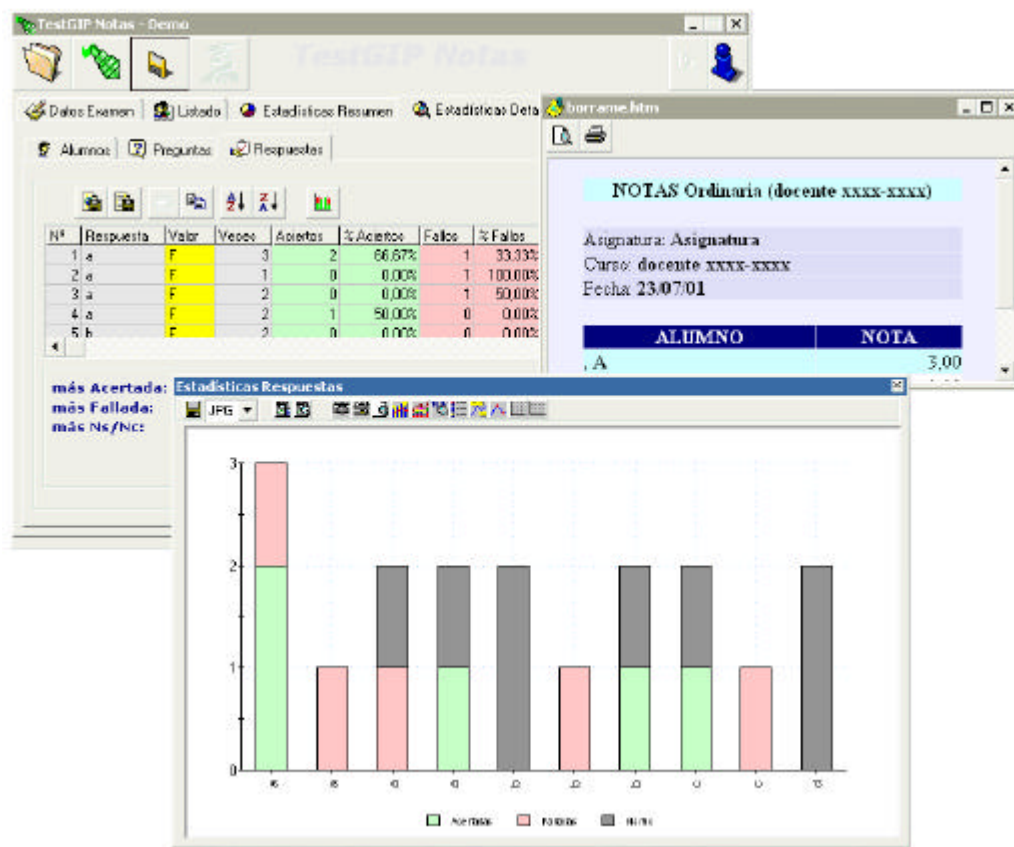 TestGIP Notas - Demo
TestGIP Notas
Datos Examen Listado Estadísticas Resumen Estadísticas Deta
Alumnos Preguntas Respuestas
Nº Respuesta Valor Veces Aciertos % Aciertos Fallos % Fallos
1 a F 3 2 66,67% 1 33,33%
2 a F 1 0 0,00% 1 100,00%
3 a F 2 0 0,00% 1 50,00%
4 a F 2 1 50,00% 0 0,00%
5 b F 2 0 0,00% 0 0,00%
más Acertada:
más Fallada:
más Ns/Nc:
borrame.htm
NOTAS Ordinaria (docente xxxx-xxxx)
Asignatura: Asignatura
Curso: docente xxxx-xxxx
Fecha: 23/07/01
ALUMNO NOTA
, A 3,00
Estadísticas Respuestas
JPG
3
2
1
0
a a a a b b b c c d
Acertadas Falladas Ns/Nc